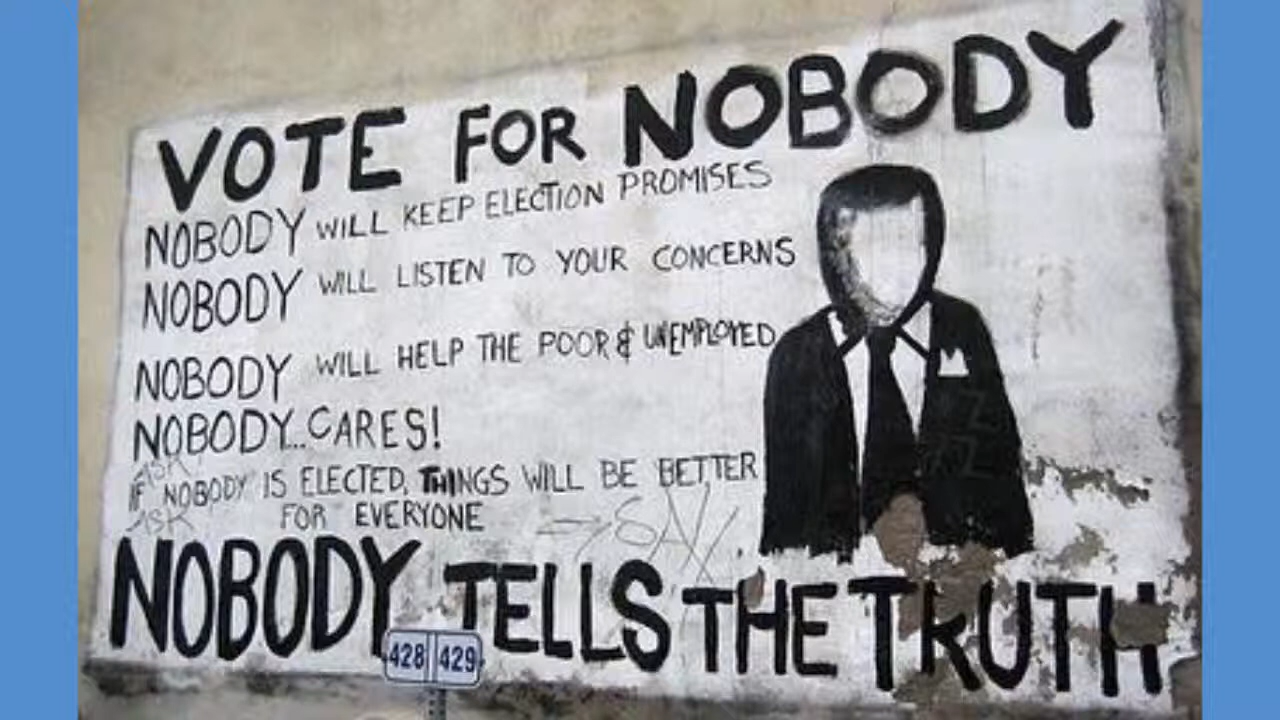 VOTE FOR NOBODY
NOBODY WILL KEEP ELECTION PROMISES
NOBODY WILL LISTEN TO YOUR CONCERNS
NOBODY WILL HELP THE POOR & UNEMPLOYED
NOBODY...CARES!
IF 'NOBODY' IS ELECTED, THINGS WILL BE BETTER
FOR EVERYONE
NOBODY TELLS THE TRUTH
428 429